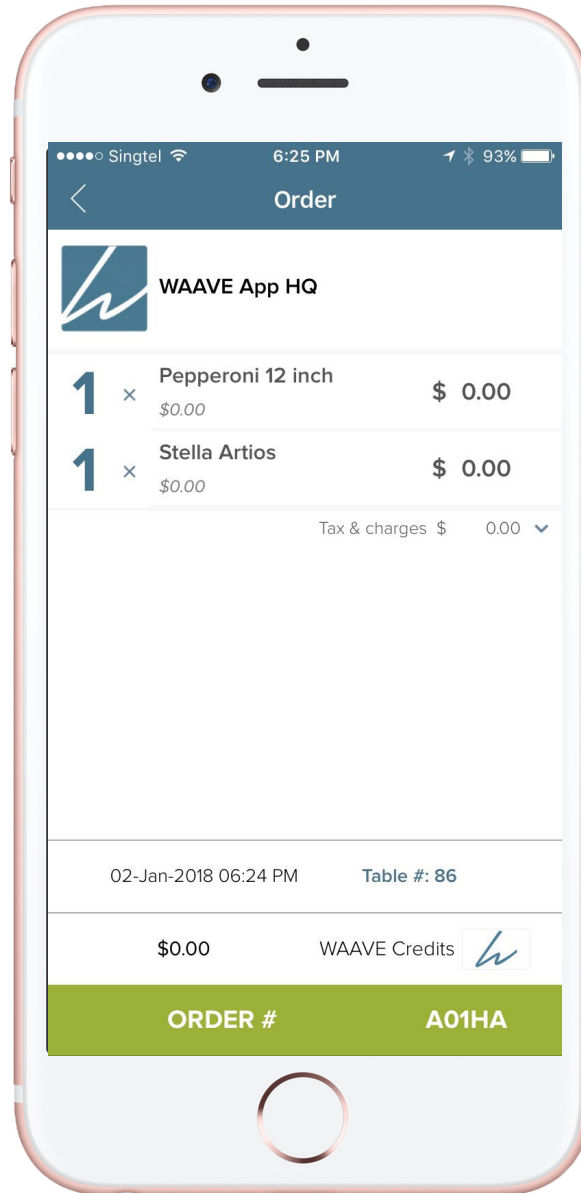 Singtel 6:25 PM 93%
Order
WAAVE App HQ
1 × Pepperoni 12 inch $ 0.00
$0.00
1 × Stella Artios $ 0.00
$0.00
Tax & charges $ 0.00
02-Jan-2018 06:24 PM Table #: 86
$0.00 WAAVE Credits
ORDER # A01HA